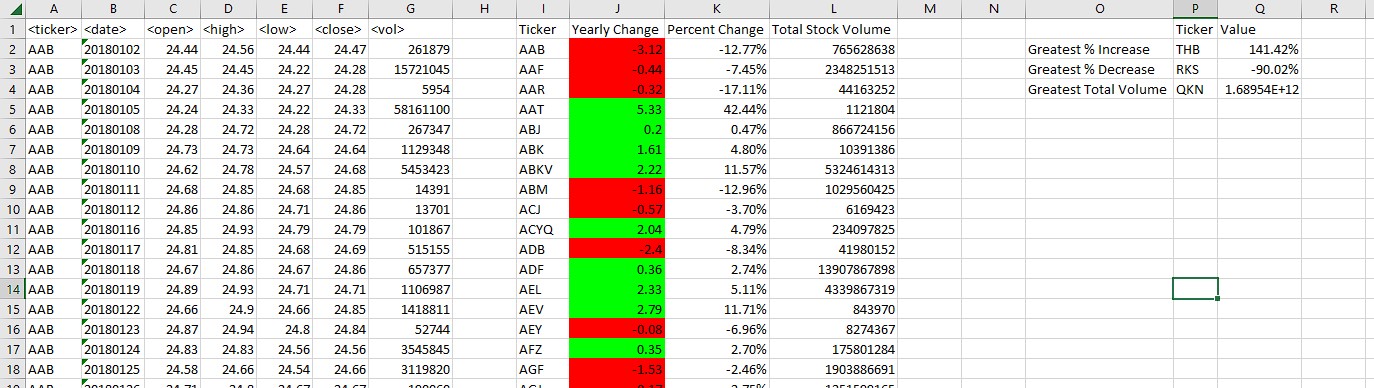 A B C D E F G H I J K L M N O P Q R
1 <ticker> <date> <open> <high> <low> <close> <vol> Ticker Yearly Change Percent Change Total Stock Volume Ticker Value
2 AAB 20180102 24.44 24.56 24.44 24.47 261879 AAB -3.12 -12.77% 765628638 Greatest % Increase THB 141.42%
3 AAB 20180103 24.45 24.45 24.22 24.28 15721045 AAF -0.44 -7.45% 2348251513 Greatest % Decrease RKS -90.02%
4 AAB 20180104 24.27 24.36 24.27 24.28 5954 AAR -0.32 -17.11% 44163252 Greatest Total Volume QKN 1.68954E+12
5 AAB 20180105 24.24 24.33 24.22 24.33 58161100 AAT 5.33 42.44% 1121804
6 AAB 20180108 24.28 24.72 24.28 24.72 267347 ABJ 0.2 0.47% 866724156
7 AAB 20180109 24.73 24.73 24.64 24.64 1129348 ABK 1.61 4.80% 10391386
8 AAB 20180110 24.62 24.78 24.57 24.68 5453423 ABKV 2.22 11.57% 5324614313
9 AAB 20180111 24.68 24.85 24.68 24.85 14391 ABM -1.16 -12.96% 1029560425
10 AAB 20180112 24.86 24.86 24.71 24.86 13701 ACJ -0.57 -3.70% 6169423
11 AAB 20180116 24.85 24.93 24.79 24.79 101867 ACYQ 2.04 4.79% 234097825
12 AAB 20180117 24.81 24.85 24.68 24.69 515155 ADB -2.4 -8.34% 41980152
13 AAB 20180118 24.67 24.86 24.67 24.86 657377 ADF 0.36 2.74% 13907867898
14 AAB 20180119 24.89 24.93 24.71 24.71 1106987 AEL 2.33 5.11% 4339867319
15 AAB 20180122 24.66 24.9 24.66 24.85 1418811 AEV 2.79 11.71% 843970
16 AAB 20180123 24.87 24.94 24.8 24.84 52744 AEY -0.08 -6.96% 8274367
17 AAB 20180124 24.83 24.83 24.56 24.56 3545845 AFZ 0.35 2.70% 175801284
18 AAB 20180125 24.58 24.66 24.54 24.66 3119820 AGF -1.53 -2.46% 1903886691